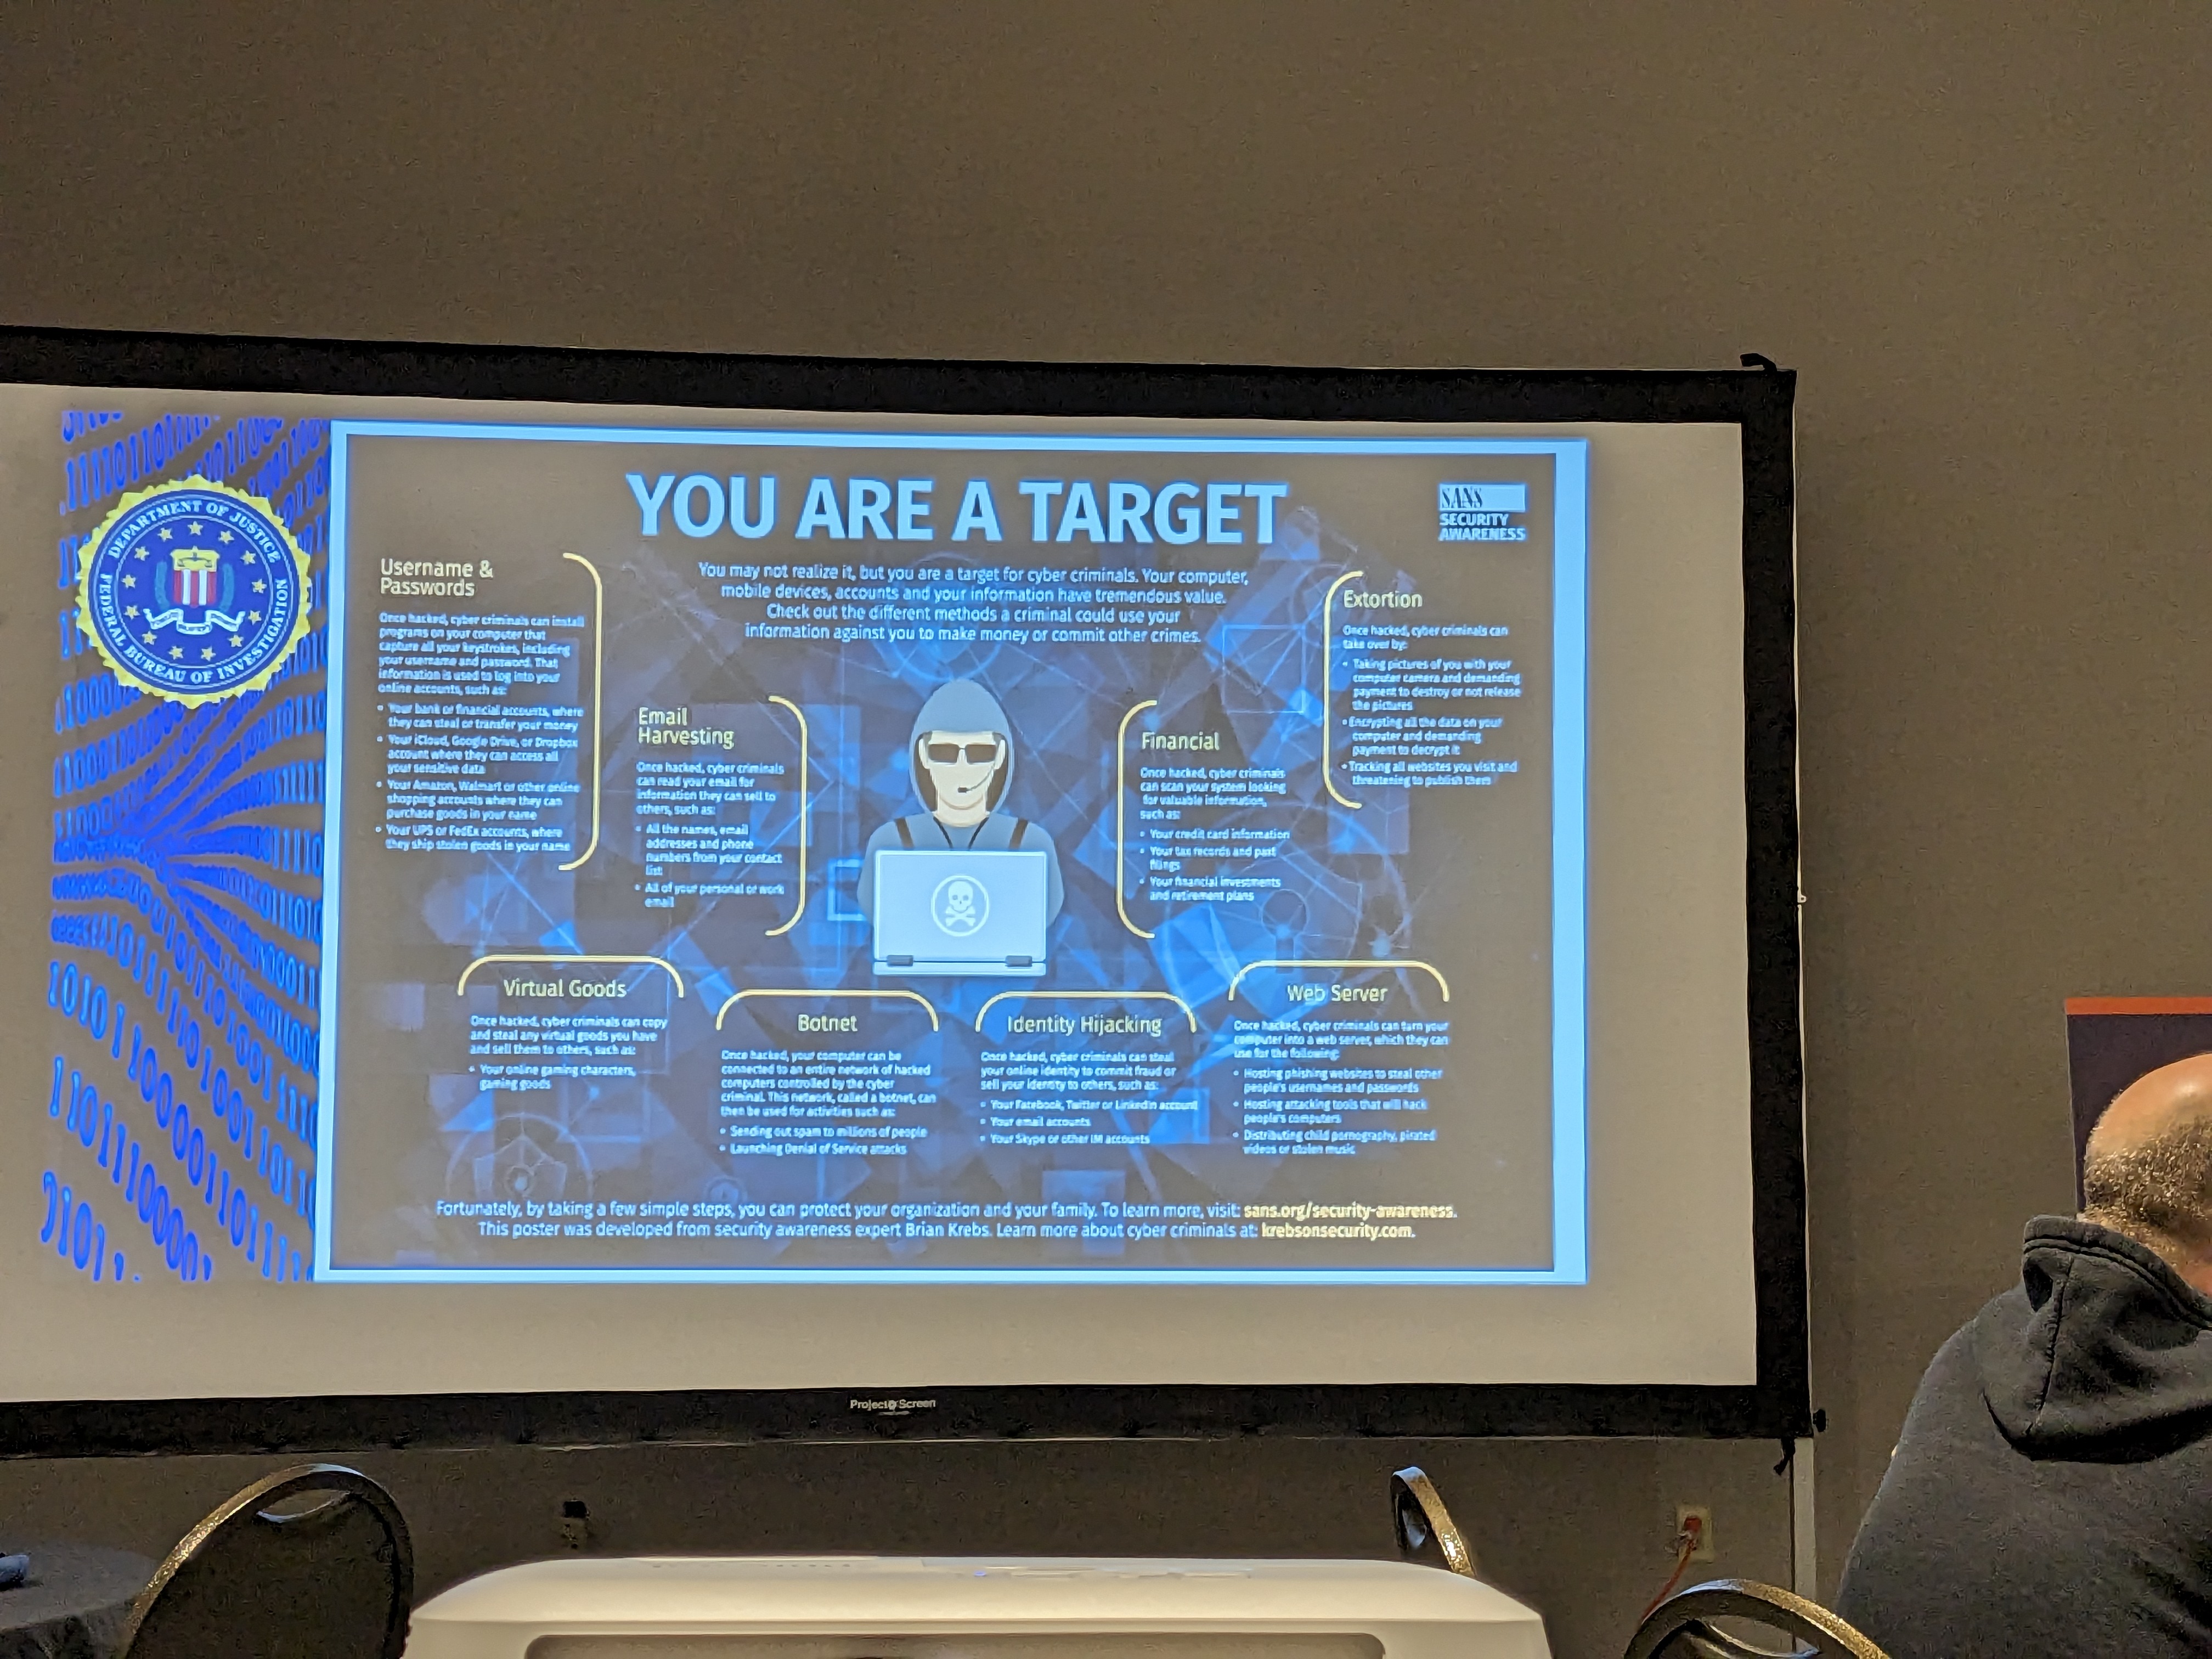 DEPARTMENT OF JUSTICE
FEDERAL BUREAU OF INVESTIGATION
YOU ARE A TARGET
SANS
SECURITY
AWARENESS
You may not realize it, but you are a target for cyber criminals. Your computer,
mobile devices, accounts and your information have tremendous value.
Check out the different methods a criminal could use your
information against you to make money or commit other crimes.
Username &
Passwords
Once hacked, cyber criminals can install
programs on your computer that
capture all your keystrokes, including
your username and password. That
information is used to log into your
online accounts, such as:
• Your bank or financial accounts, where
they can steal or transfer your money
• Your iCloud, Google Drive, or Dropbox
account where they can access all
your sensitive data
• Your Amazon, Walmart or other online
shopping accounts where they can
purchase goods in your name
• Your UPS or FedEx accounts, where
they ship stolen goods in your name
Email
Harvesting
Once hacked, cyber criminals
can read your email for
information they can sell to
others, such as:
• All the names, email
addresses and phone
numbers from your contact
list
• All of your personal or work
email
Financial
Once hacked, cyber criminals
can scan your system looking
for valuable information,
such as:
• Your credit card information
• Your tax records and past
filings
• Your financial investments
and retirement plans
Extortion
Once hacked, cyber criminals can
take over by:
• Taking pictures of you with your
computer camera and demanding
payment to destroy or not release
the pictures
• Encrypting all the data on your
computer and demanding
payment to decrypt it
• Tracking all websites you visit and
threatening to publish them
Virtual Goods
Once hacked, cyber criminals can copy
and steal any virtual goods you have
and sell them to others, such as:
• Your online gaming characters,
gaming goods
Botnet
Once hacked, your computer can be
connected to an entire network of hacked
computers controlled by the cyber
criminal. This network, called a botnet, can
then be used for activities such as:
• Sending out spam to millions of people
• Launching Denial of Service attacks
Identity Hijacking
Once hacked, cyber criminals can steal
your online identity to commit fraud or
sell your identity to others, such as:
• Your Facebook, Twitter or LinkedIn account
• Your email accounts
• Your Skype or other IM accounts
Web Server
Once hacked, cyber criminals can turn your
computer into a web server, which they can
use for the following:
• Hosting phishing websites to steal other
people's usernames and passwords
• Hosting attacking tools that will hack
people's computers
• Distributing child pornography, pirated
videos or stolen music
Fortunately, by taking a few simple steps, you can protect your organization and your family. To learn more, visit: sans.org/security-awareness.
This poster was developed from security awareness expert Brian Krebs. Learn more about cyber criminals at: krebsonsecurity.com.
Project Screen